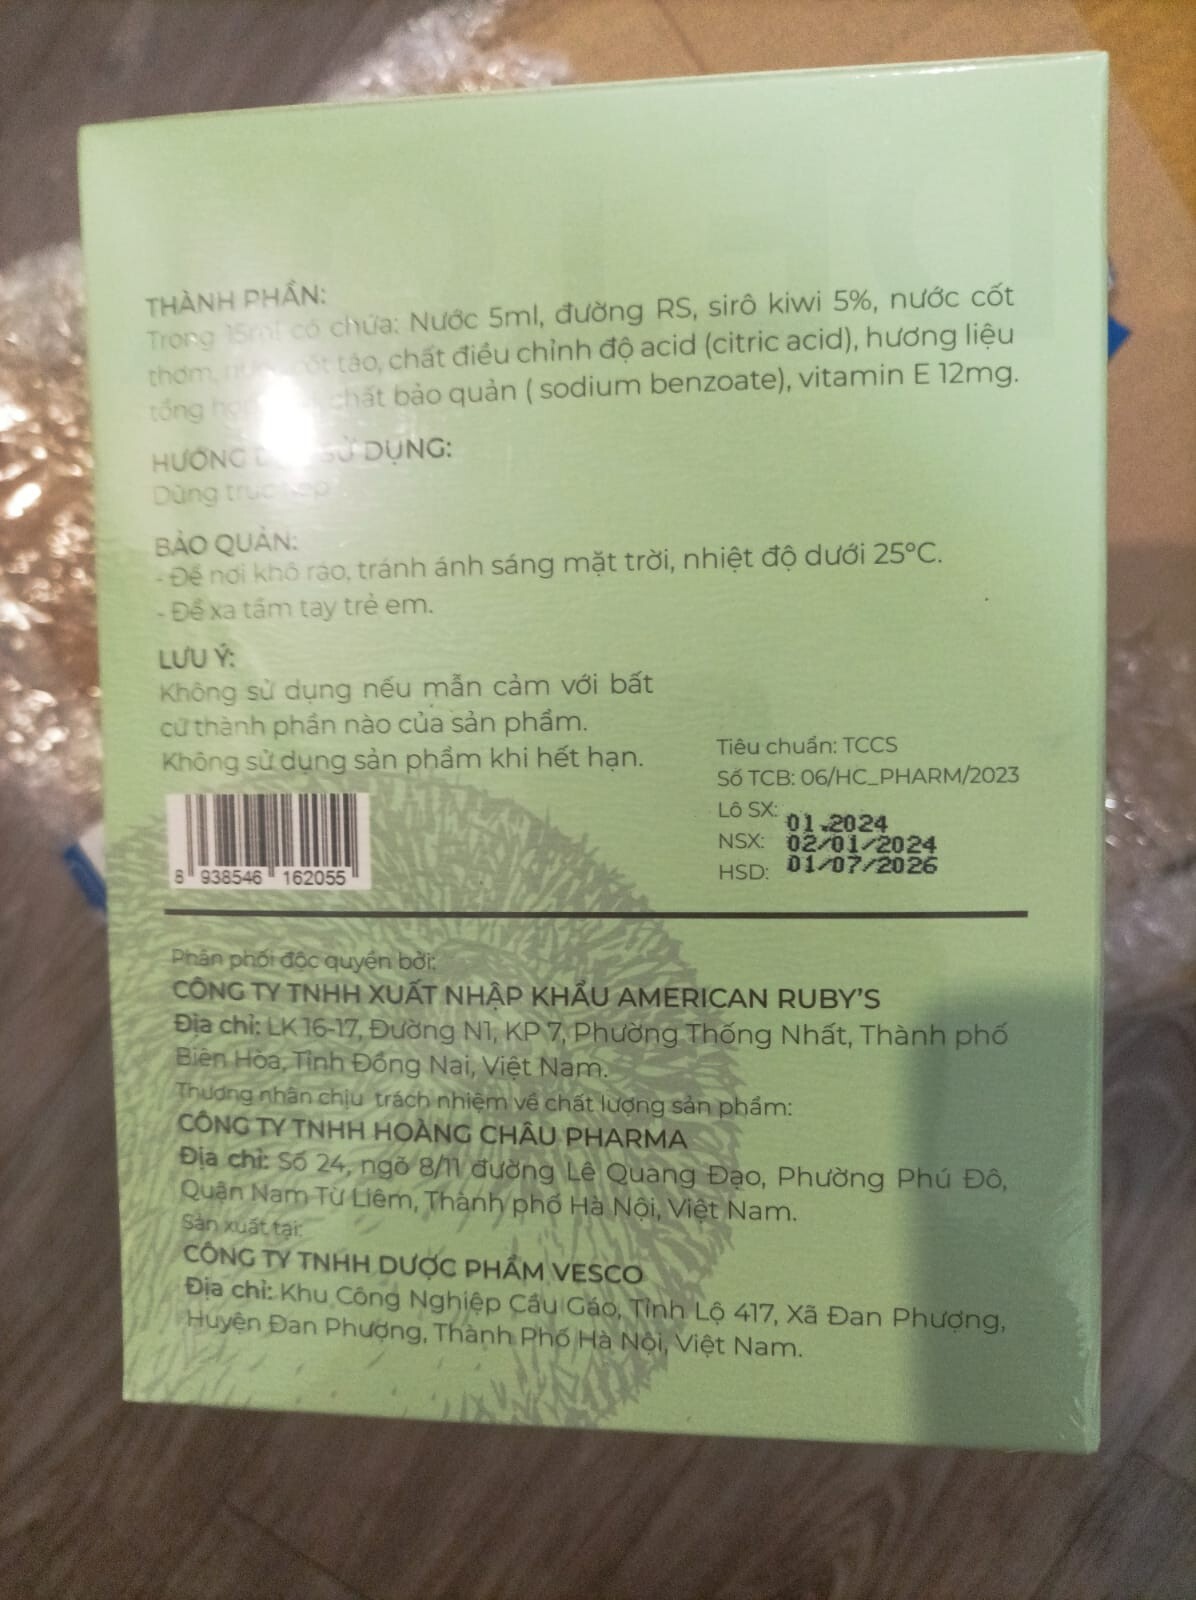 THÀNH PHẦN:
Trong 15ml có chứa: Nước 5ml, đường RS, sirô kiwi 5%, nước cốt
thơm, nước cốt táo, chất điều chỉnh độ acid (citric acid), hương liệu
tổng chất bảo quản ( sodium benzoate), vitamin E 12mg.
HƯỚNG SỬ DỤNG:
Dùng trực
BẢO QUẢN:
- Để nơi khô ráo, tránh ánh sáng mặt trời, nhiệt độ dưới 25°C.
- Để xa tầm tay trẻ em.
LƯU Ý:
Không sử dụng nếu mẫn cảm với bất
cứ thành phần nào của sản phẩm.
Không sử dụng sản phẩm khi hết hạn.
Tiêu chuẩn: TCCS
Số TCB: 06/HC_PHARM/2023
Lô SX: 01.2024
NSX: 02/01/2024
HSD: 01/07/2026
8 938546 162055
Phân phối độc quyền bởi:
CÔNG TY TNHH XUẤT NHẬP KHẨU AMERICAN RUBY'S
Địa chỉ: LK 16-17, Đường N1, KP 7, Phường Thống Nhất, Thành phố
Biên Hòa, Tỉnh Đồng Nai, Việt Nam.
Thương nhân chịu trách nhiệm về chất lượng sản phẩm:
CÔNG TY TNHH HOÀNG CHÂU PHARMA
Địa chỉ: Số 24, ngõ 8/11 đường Lê Quang Đạo, Phường Phú Đô,
Quận Nam Từ Liêm, Thành phố Hà Nội, Việt Nam.
Sản xuất tại:
CÔNG TY TNHH DƯỢC PHẨM VESCO
Địa chỉ: Khu Công Nghiệp Cầu Gáo, Tỉnh Lộ 417, Xã Đan Phượng,
Huyện Đan Phượng, Thành Phố Hà Nội, Việt Nam.